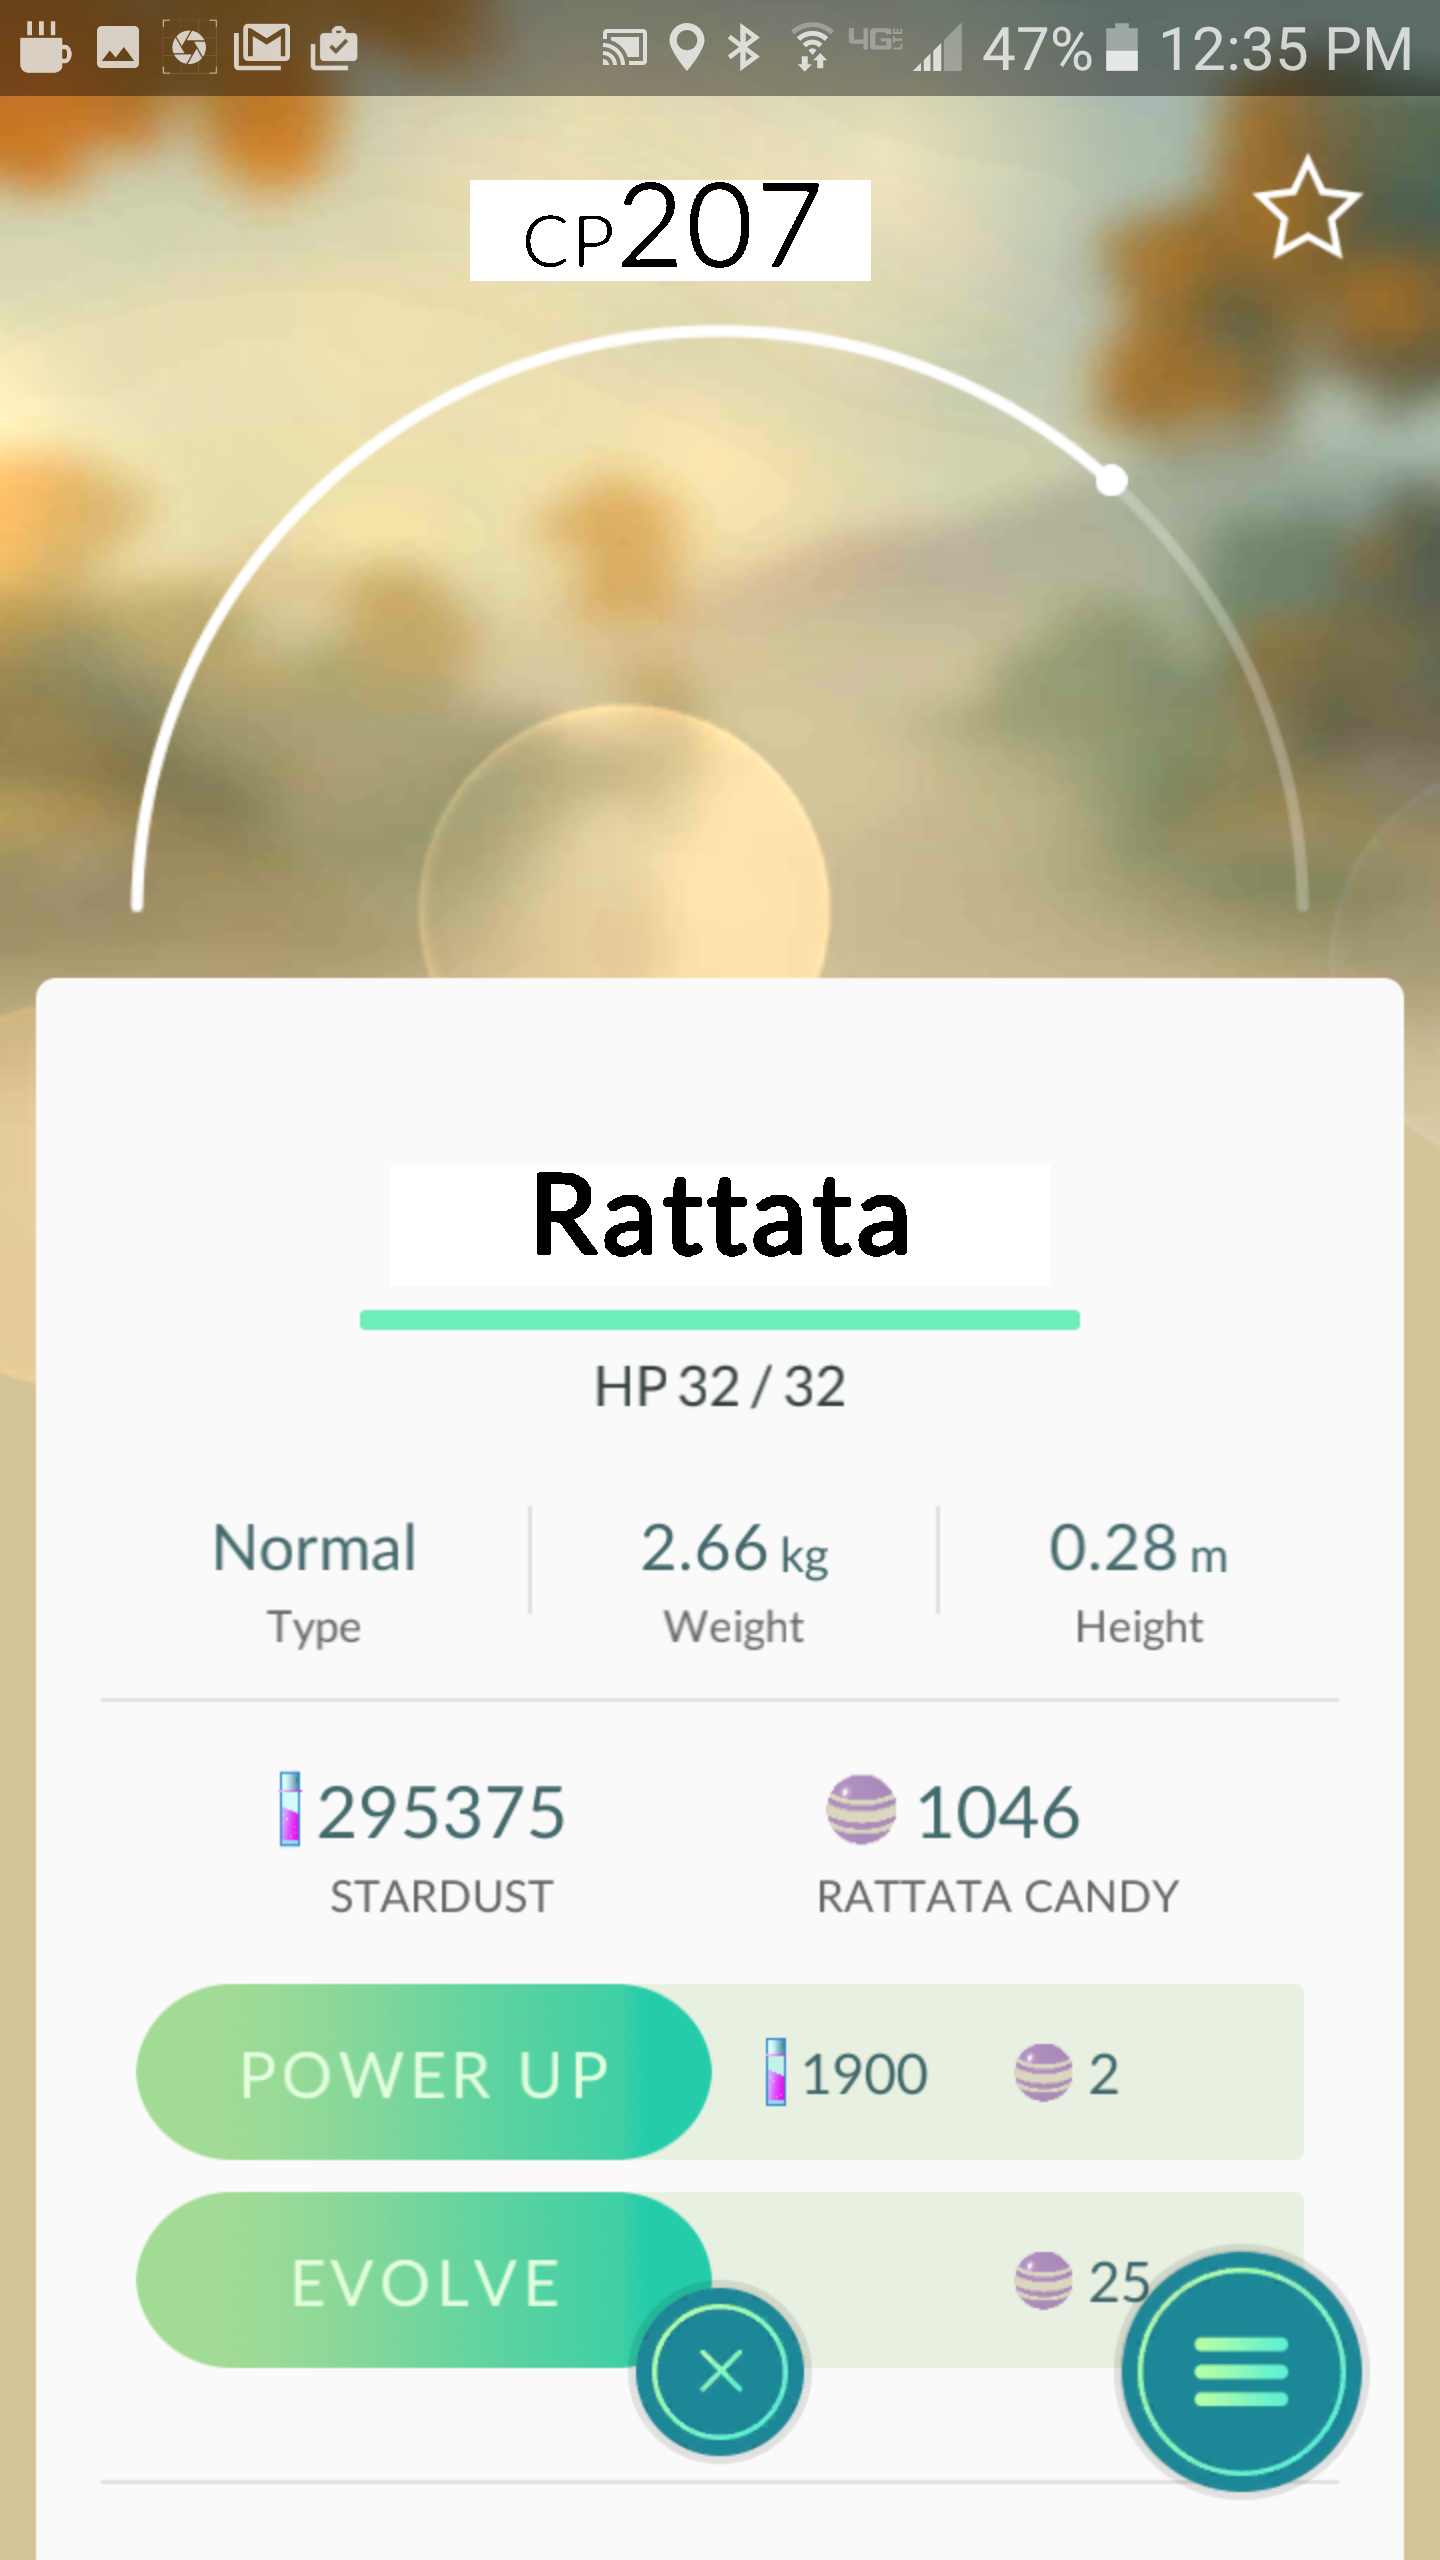 4G LTE 47% 12:35 PM
CP207
Rattata
HP 32 / 32
Normal 2.66 kg 0.28 m
Type Weight Height
295375 1046
STARDUST RATTATA CANDY
POWER UP 1900 2
EVOLVE 25